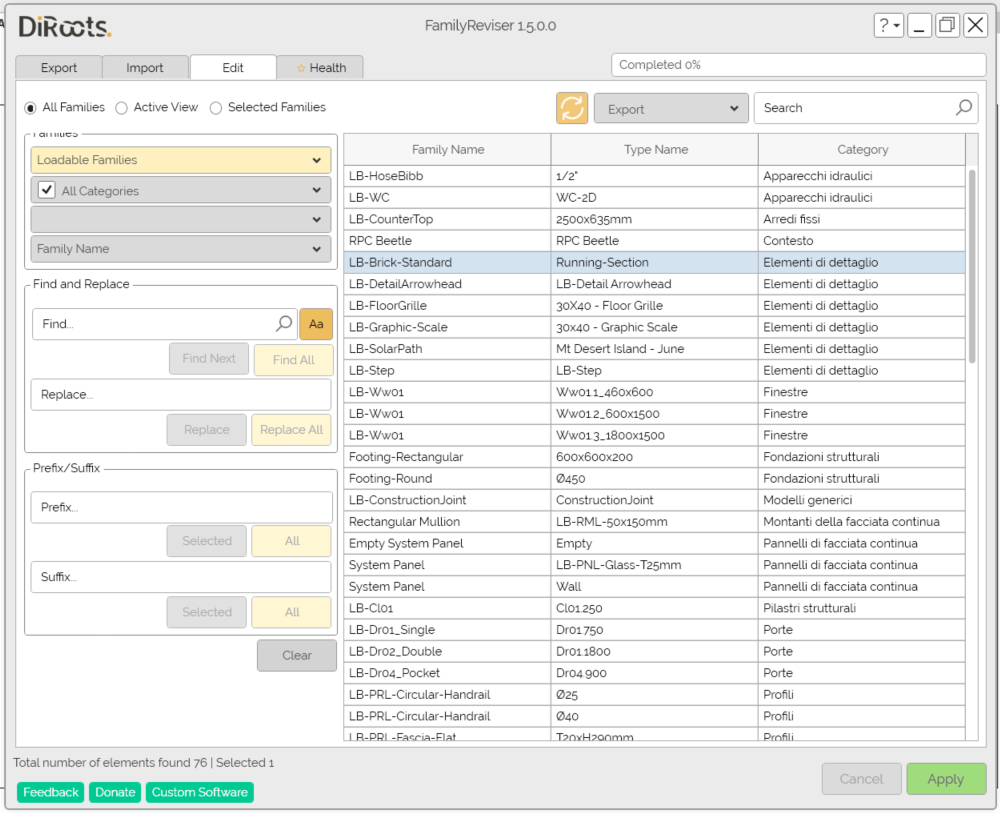 DiRoots.
FamilyReviser 1.5.0.0
?
Export
Import
Edit
Health
Completed 0%
All Families
Active View
Selected Families
Export
Search
Families
Loadable Families
All Categories
Family Name
Find and Replace
Find...
Aa
Find Next
Find All
Replace...
Replace
Replace All
Prefix/Suffix
Prefix...
Selected
All
Suffix...
Selected
All
Clear
Family Name Type Name Category
LB-HoseBibb 1/2" Apparecchi idraulici
LB-WC WC-2D Apparecchi idraulici
LB-CounterTop 2500x635mm Arredi fissi
RPC Beetle RPC Beetle Contesto
LB-Brick-Standard Running-Section Elementi di dettaglio
LB-DetailArrowhead LB-Detail Arrowhead Elementi di dettaglio
LB-FloorGrille 30X40 - Floor Grille Elementi di dettaglio
LB-Graphic-Scale 30x40 - Graphic Scale Elementi di dettaglio
LB-SolarPath Mt Desert Island - June Elementi di dettaglio
LB-Step LB-Step Elementi di dettaglio
LB-Ww01 Ww01.1_460x600 Finestre
LB-Ww01 Ww01.2_600x1500 Finestre
LB-Ww01 Ww01.3_1800x1500 Finestre
Footing-Rectangular 600x600x200 Fondazioni strutturali
Footing-Round Ø450 Fondazioni strutturali
LB-ConstructionJoint ConstructionJoint Modelli generici
Rectangular Mullion LB-RML-50x150mm Montanti della facciata continua
Empty System Panel Empty Pannelli di facciata continua
System Panel LB-PNL-Glass-T25mm Pannelli di facciata continua
System Panel Wall Pannelli di facciata continua
LB-Cl01 Cl01.250 Pilastri strutturali
LB-Dr01_Single Dr01.750 Porte
LB-Dr02_Double Dr01.1800 Porte
LB-Dr04_Pocket Dr04.900 Porte
LB-PRL-Circular-Handrail Ø25 Profili
LB-PRL-Circular-Handrail Ø40 Profili
LB-PRL-Fascia-Flat T20xH290mm Profili
Total number of elements found 76 | Selected 1
Feedback
Donate
Custom Software
Cancel
Apply